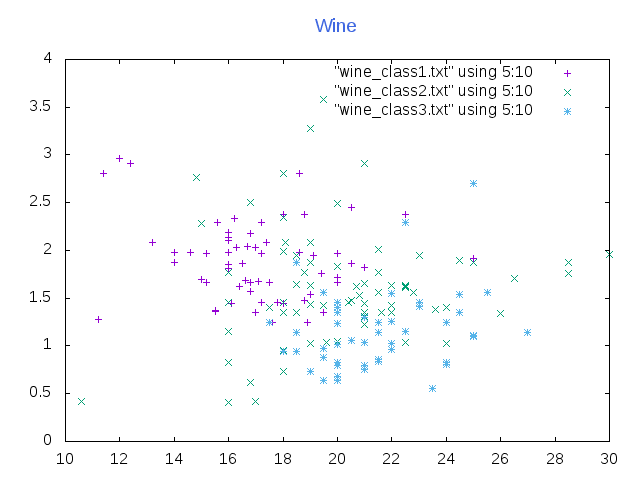 Wine
"wine_class1.txt" using 5:10
"wine_class2.txt" using 5:10
"wine_class3.txt" using 5:10
4
3.5
3
2.5
2
1.5
1
0.5
0
10 12 14 16 18 20 22 24 26 28 30